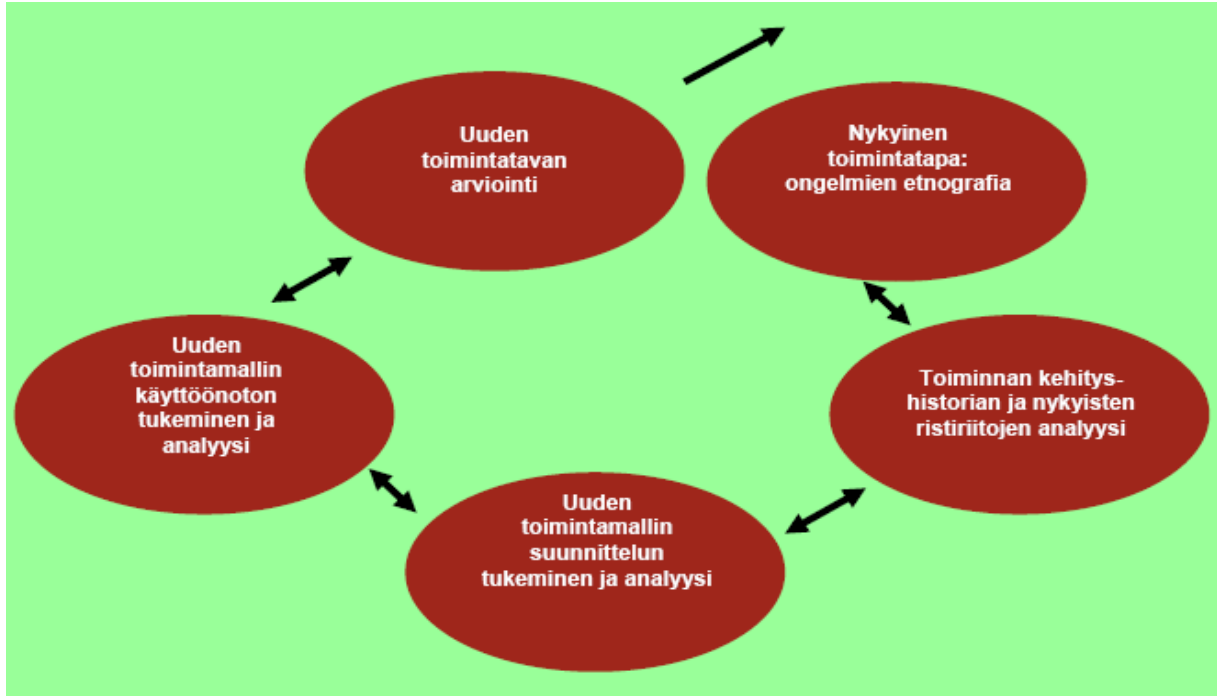 Uuden
toimintatavan
arviointi
Nykyinen
toimintatapa:
ongelmien etnografia
Toiminnan kehitys-
historian ja nykyisten
ristiriitojen analyysi
Uuden
toimintamallin
suunnittelun
tukeminen ja analyysi
Uuden
toimintamallin
käyttöönoton
tukeminen ja
analyysi